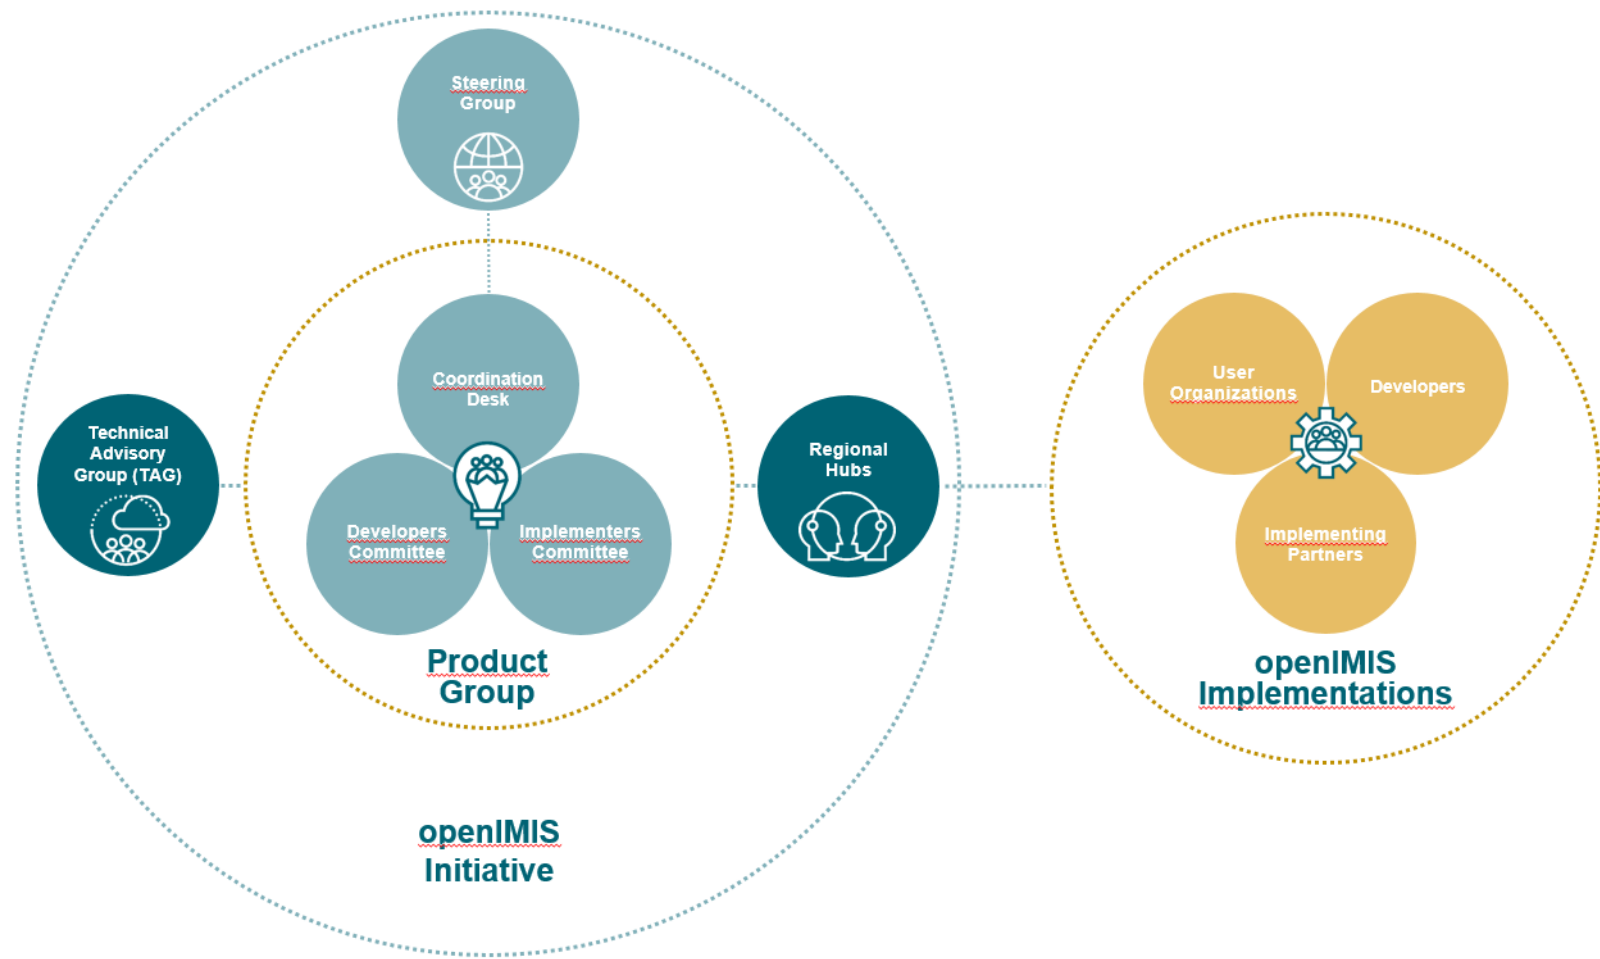 Steering
Group
Coordination
Desk
Technical
Advisory
Group (TAG)
Developers
Committee
Implementers
Committee
Regional
Hubs
Product
Group
openIMIS
Initiative
User
Organizations
Developers
Implementing
Partners
openIMIS
Implementations